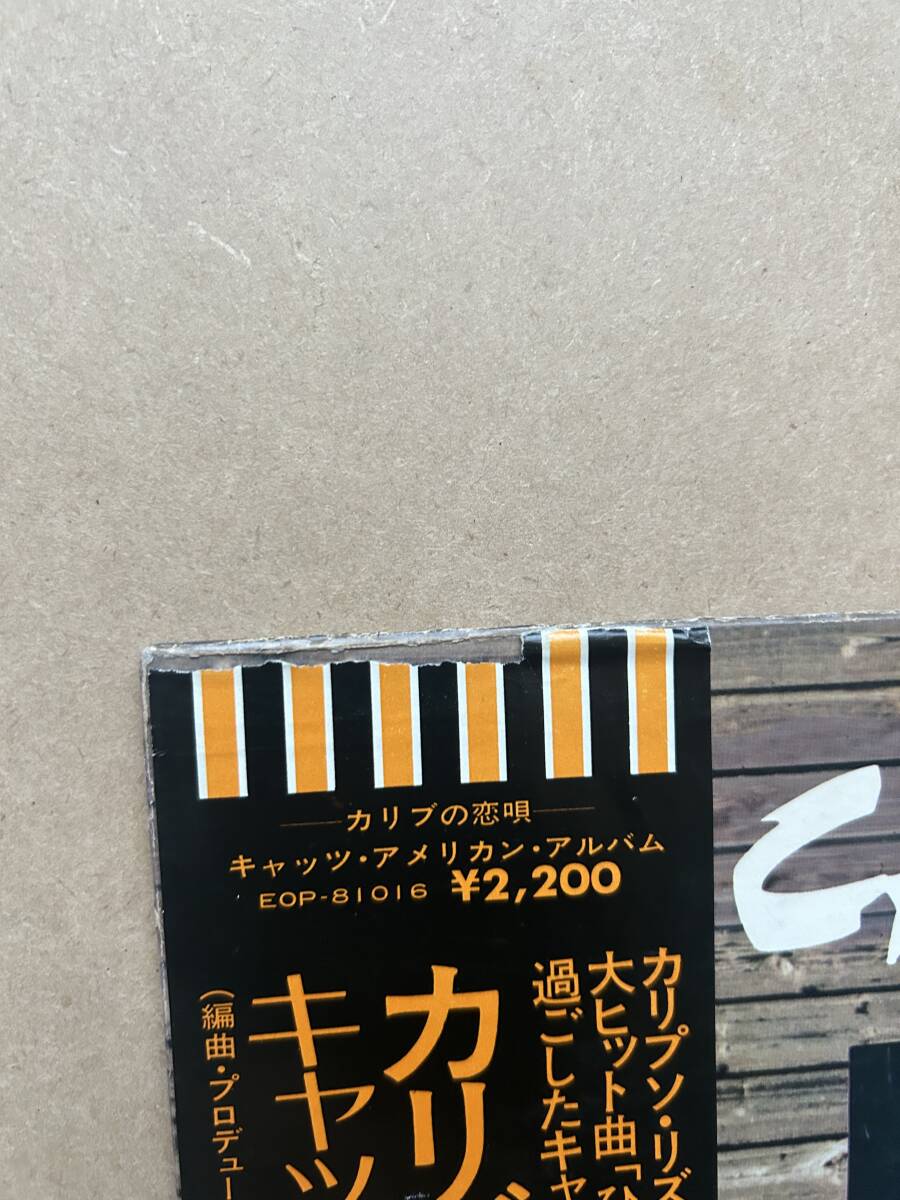 カリブの恋唄
キャッツ・アメリカン・アルバム
EOP-81016 ¥2,200
カリプソ・リズ
大ヒット曲「ひ
過ごしたキャ
カリ
キャッ
(編曲・プロデュー